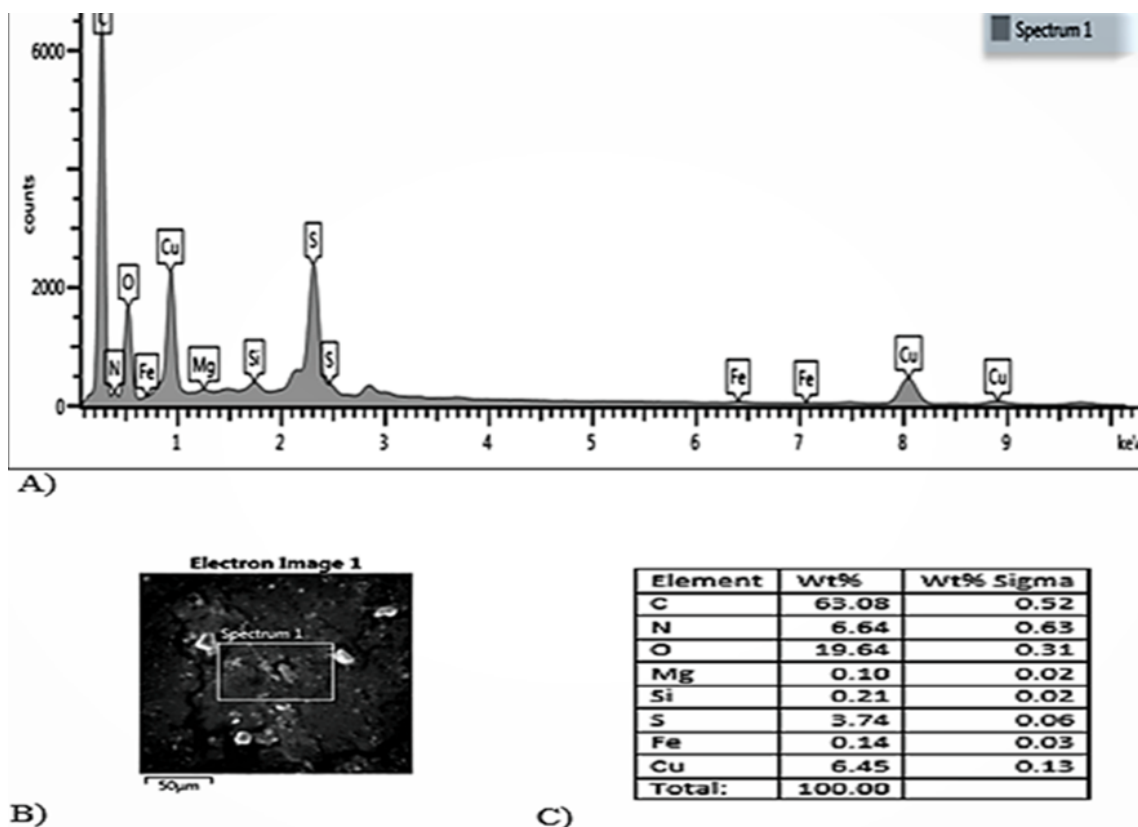 C
6000
Spectrum 1
counts
Cu
S
O
2000
N
Fe
Mg
Si
S
Fe
Fe
Cu
Cu
0
1 2 3 4 5 6 7 8 9 keV
A)
Electron Image 1
Spectrum 1
50μm
B)
Element Wt% Wt% Sigma
C 63.08 0.52
N 6.64 0.63
O 19.64 0.31
Mg 0.10 0.02
Si 0.21 0.02
S 3.74 0.06
Fe 0.14 0.03
Cu 6.45 0.13
Total: 100.00
C)